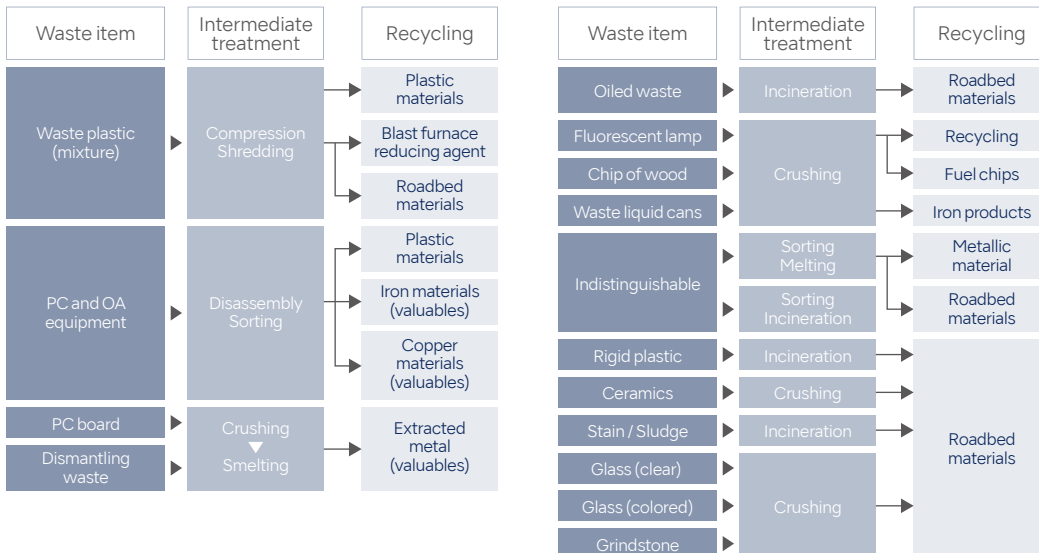 Waste item
Intermediate
treatment
Recycling
Waste plastic
(mixture)
Compression
Shredding
Plastic
materials
Blast furnace
reducing agent
Roadbed
materials
PC and OA
equipment
Disassembly
Sorting
Plastic
materials
Iron materials
(valuables)
Copper
materials
(valuables)
PC board
Dismantling
waste
Crushing
Smelting
Extracted
metal
(valuables)
Waste item
Intermediate
treatment
Recycling
Oiled waste
Incineration
Roadbed
materials
Fluorescent lamp
Chip of wood
Waste liquid cans
Crushing
Recycling
Fuel chips
Iron products
Indistinguishable
Sorting
Melting
Sorting
Incineration
Metallic
material
Roadbed
materials
Rigid plastic
Incineration
Ceramics
Crushing
Stain / Sludge
Incineration
Glass (clear)
Glass (colored)
Grindstone
Crushing
Roadbed
materials